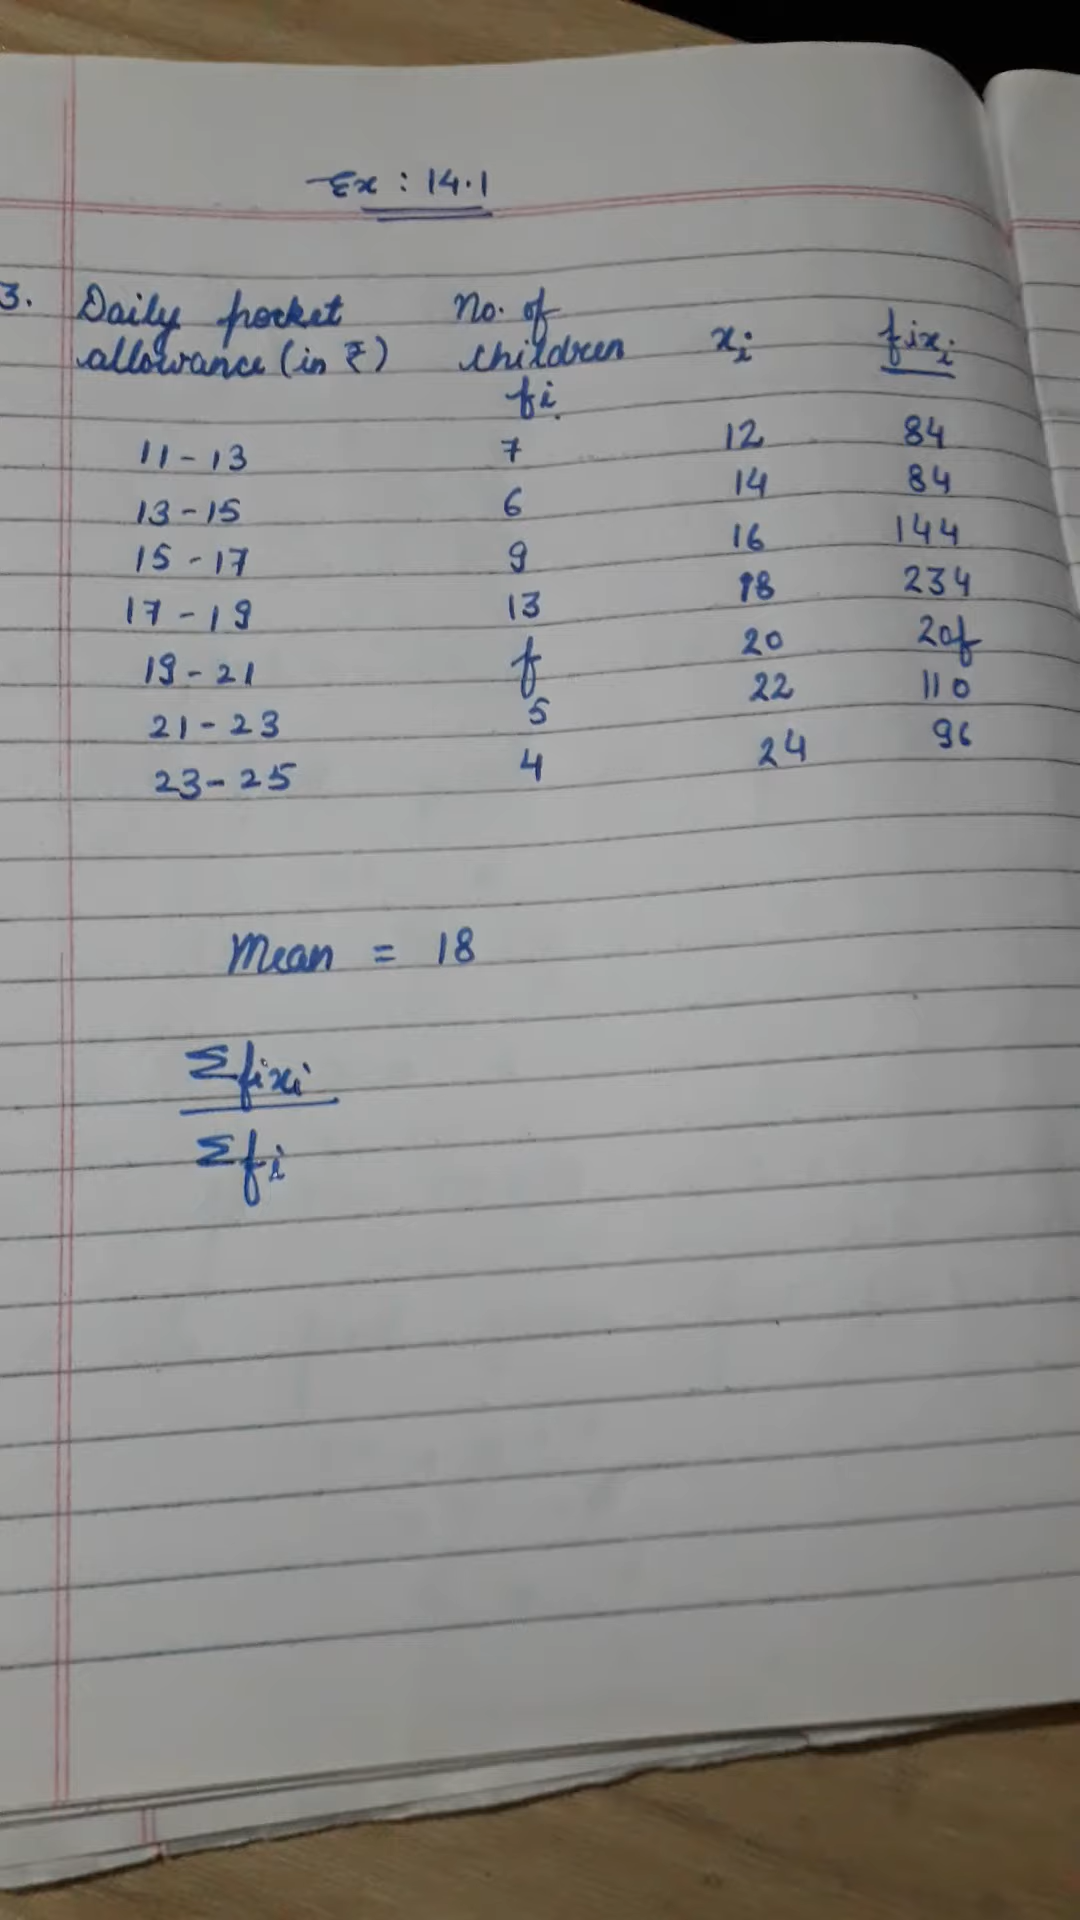 Ex : 14.1
3. Daily pocket allowance (in ₹) No. of children fi xi fixi
11 - 13 7 12 84
13 - 15 6 14 84
15 - 17 9 16 144
17 - 19 13 18 234
19 - 21 f 20 20f
21 - 23 5 22 110
23 - 25 4 24 96
Mean = 18
Σfixi
Σfi